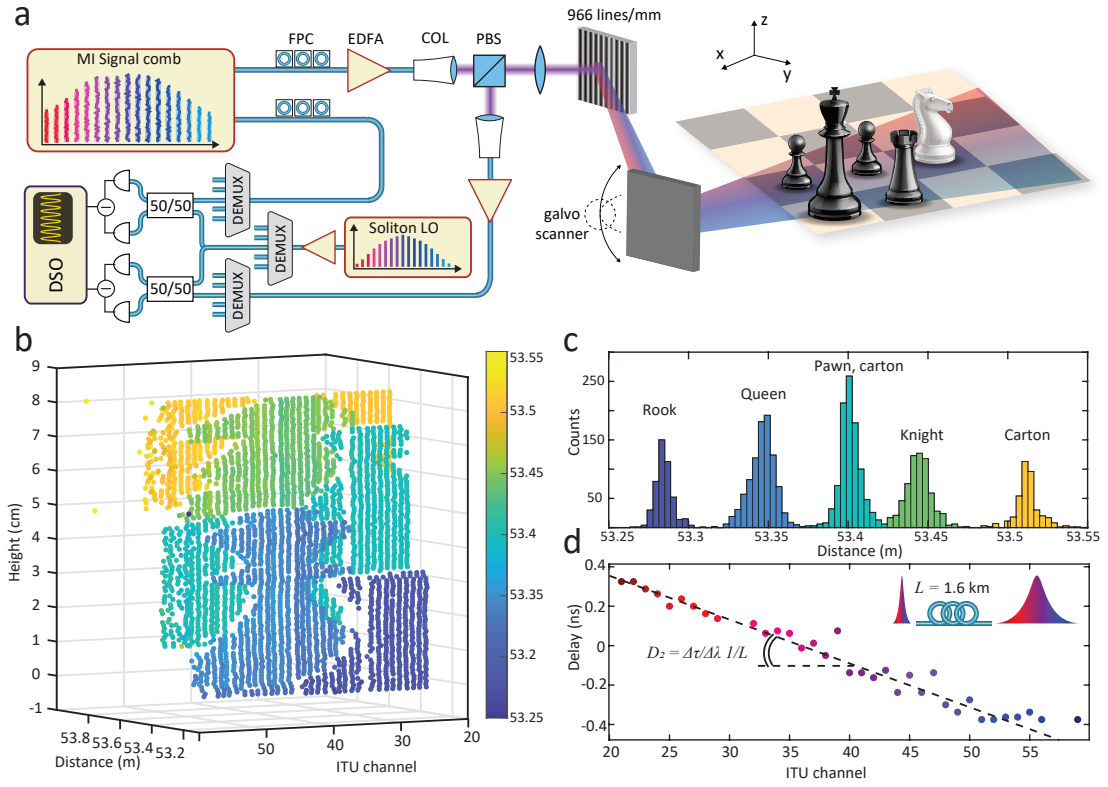 a
966 lines/mm
FPC EDFA COL PBS
MI Signal comb
z
x
y
DSO
50/50
DEMUX
DEMUX
Soliton LO
50/50
DEMUX
galvo
scanner
b
9
8
7
6
5
4
3
2
1
0
-1
Height (cm)
53.8 53.6 53.4 53.2
Distance (m)
50 40 30 20
ITU channel
53.55
53.5
53.45
53.4
53.35
53.2
53.25
c
250
150
50
Counts
Rook
Queen
Pawn, carton
Knight
Carton
53.25 53.3 53.35 53.4 53.45 53.5 53.55
Distance (m)
d
0.4
0.2
0
-0.2
-0.4
Delay (ns)
L = 1.6 km
D₂ = Δτ/Δλ 1/L
20 25 30 35 40 45 50 55
ITU channel